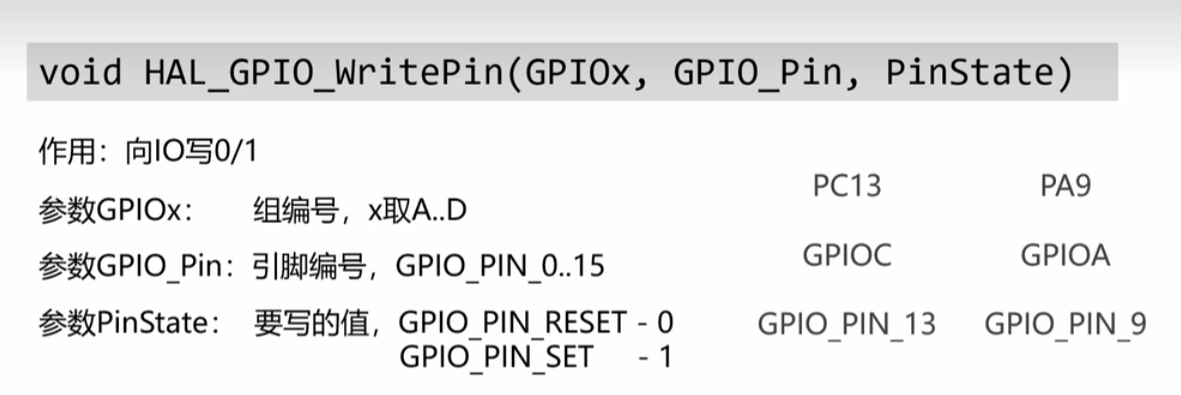 void HAL_GPIO_WritePin(GPIOx, GPIO_Pin, PinState)
作用：向IO写0/1
参数GPIOx： 组编号，x取A..D
参数GPIO_Pin：引脚编号，GPIO_PIN_0..15
参数PinState： 要写的值，GPIO_PIN_RESET - 0
GPIO_PIN_SET - 1
PC13 PA9
GPIOC GPIOA
GPIO_PIN_13 GPIO_PIN_9